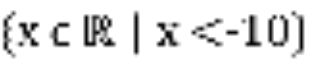 {x ∈ ℝ | x <-10}